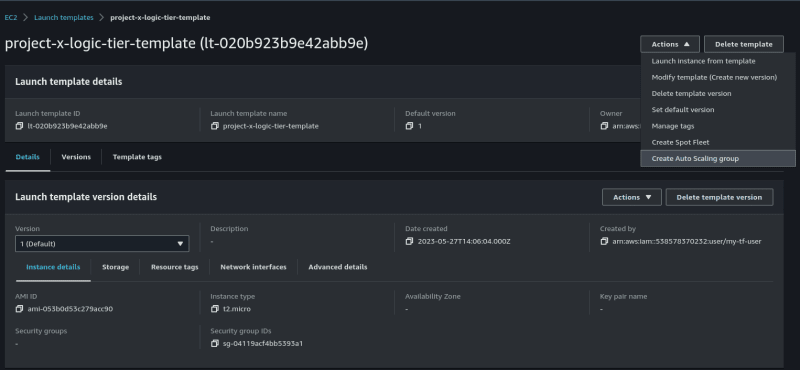 EC2 > Launch templates > project-x-logic-tier-template
project-x-logic-tier-template (lt-020b923b9e42abb9e)
Actions ▲ Delete template
Launch instance from template
Modify template (Create new version)
Delete template version
Set default version
Manage tags
Create Spot Fleet
Create Auto Scaling group
Launch template details
Launch template ID Launch template name Default version Owner
lt-020b923b9e42abb9e project-x-logic-tier-template 1 arn:aws:
Details Versions Template tags
Launch template version details Actions ▼ Delete template version
Version Description Date created Created by
1 (Default) ▼ - 2023-05-27T14:06:04.000Z arn:aws:iam::538578370232:user/my-tf-user
Instance details Storage Resource tags Network interfaces Advanced details
AMI ID Instance type Availability Zone Key pair name
ami-053b0d53c279acc90 t2.micro - -
Security groups Security group IDs
- sg-04119acf4bb5393a1